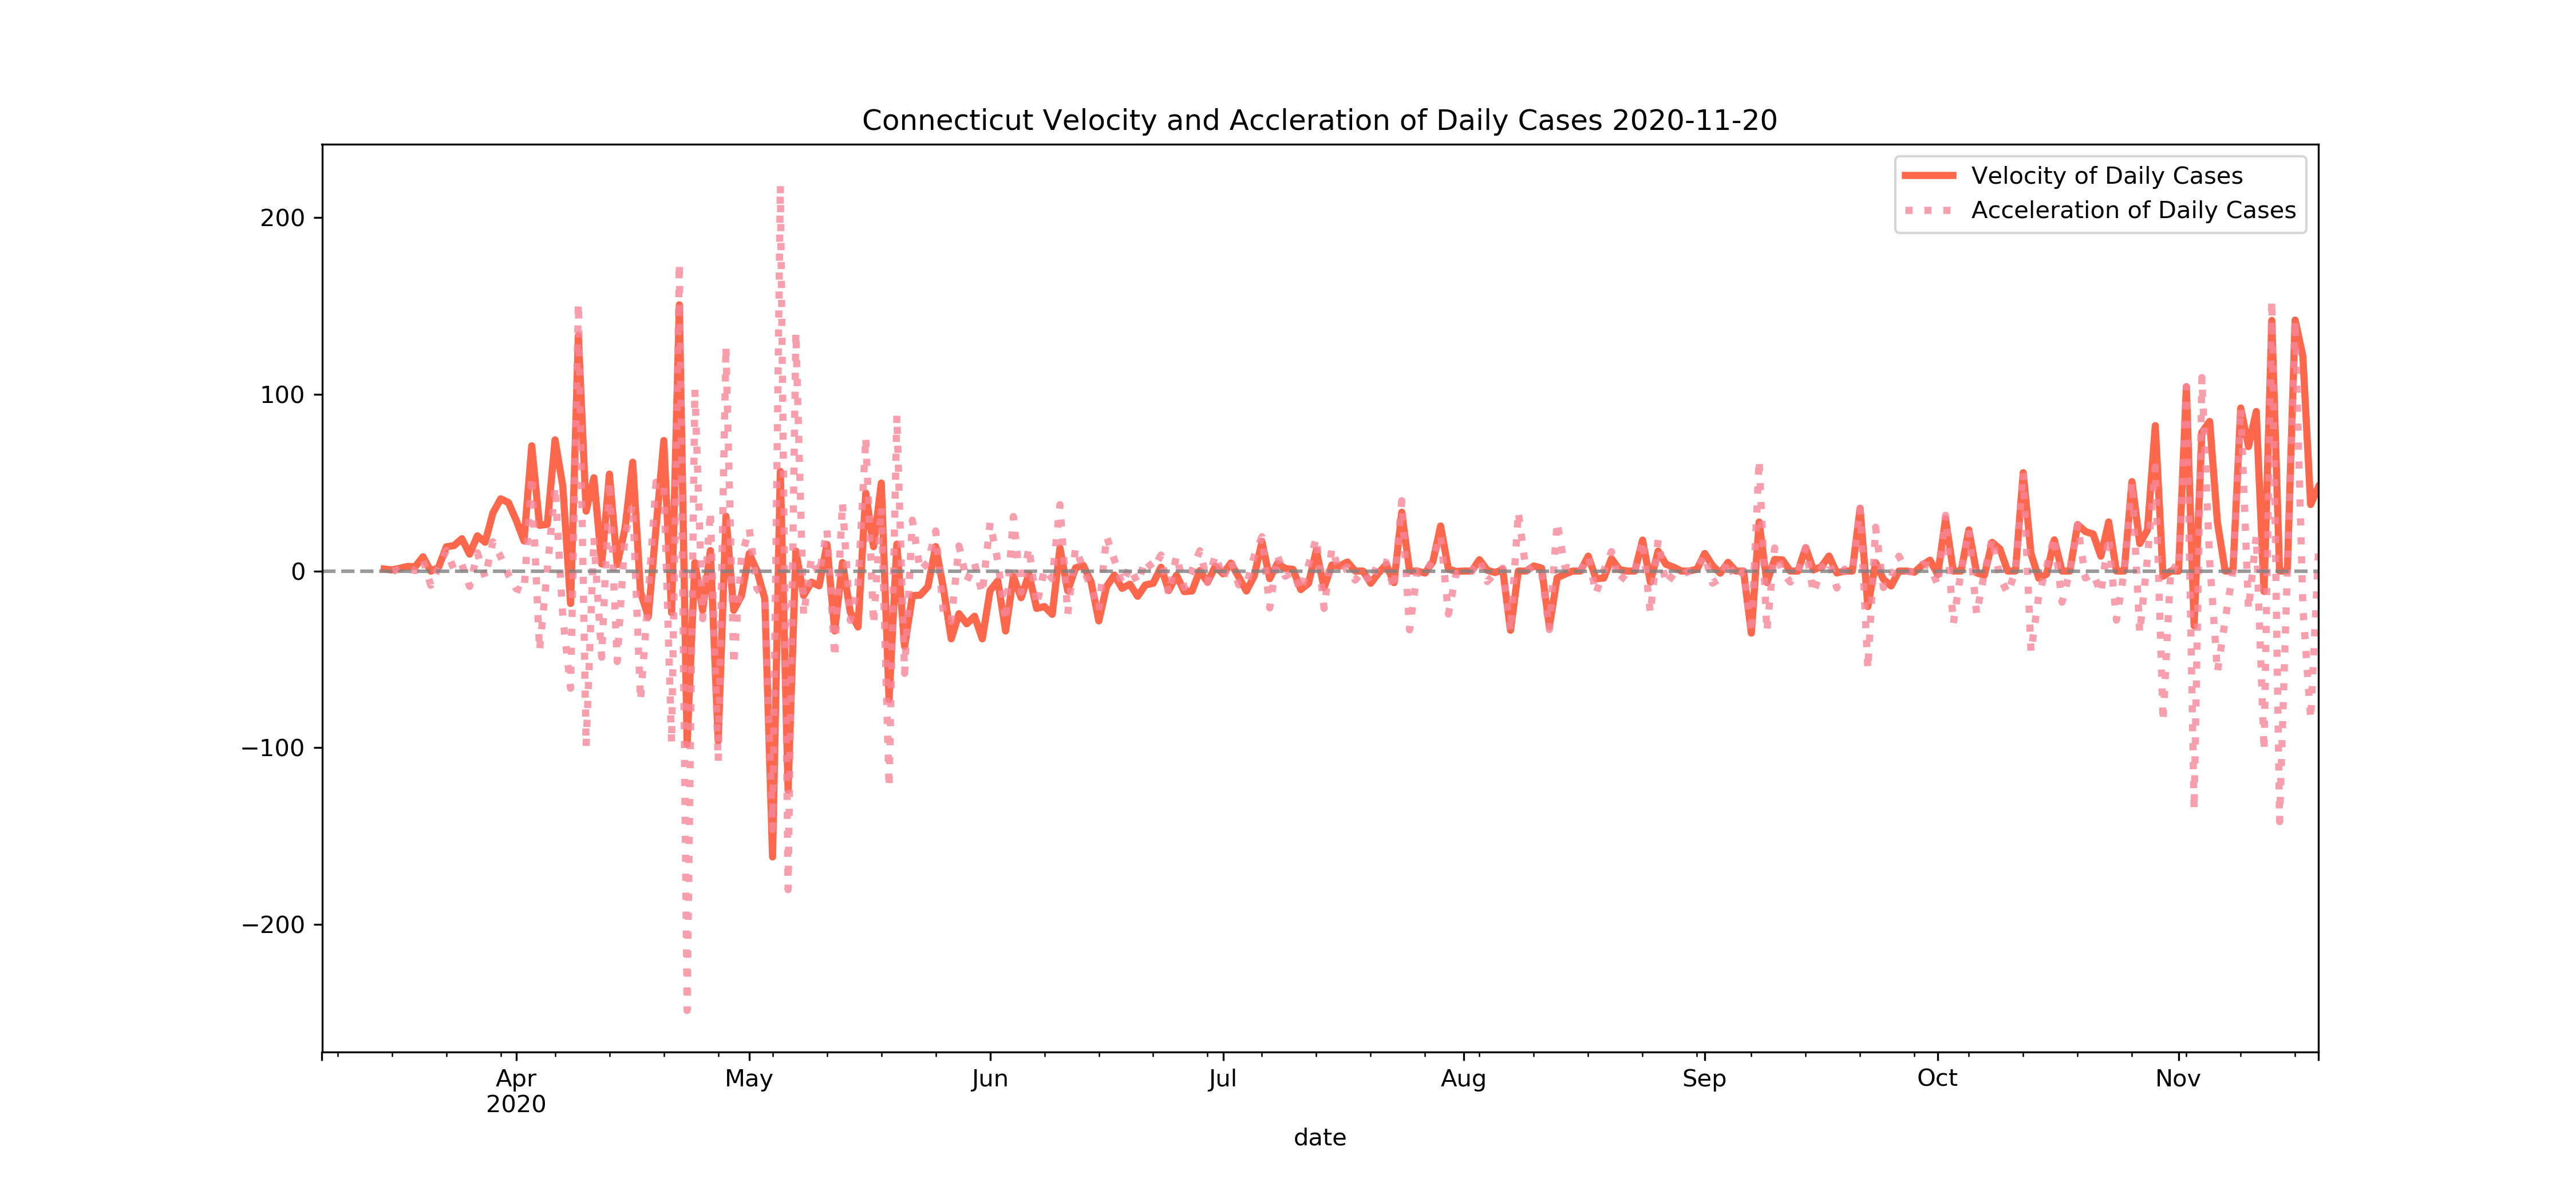 Connecticut Velocity and Accleration of Daily Cases 2020-11-20
Velocity of Daily Cases
Acceleration of Daily Cases
200
100
0
−100
−200
Apr May Jun Jul Aug Sep Oct Nov
2020
date